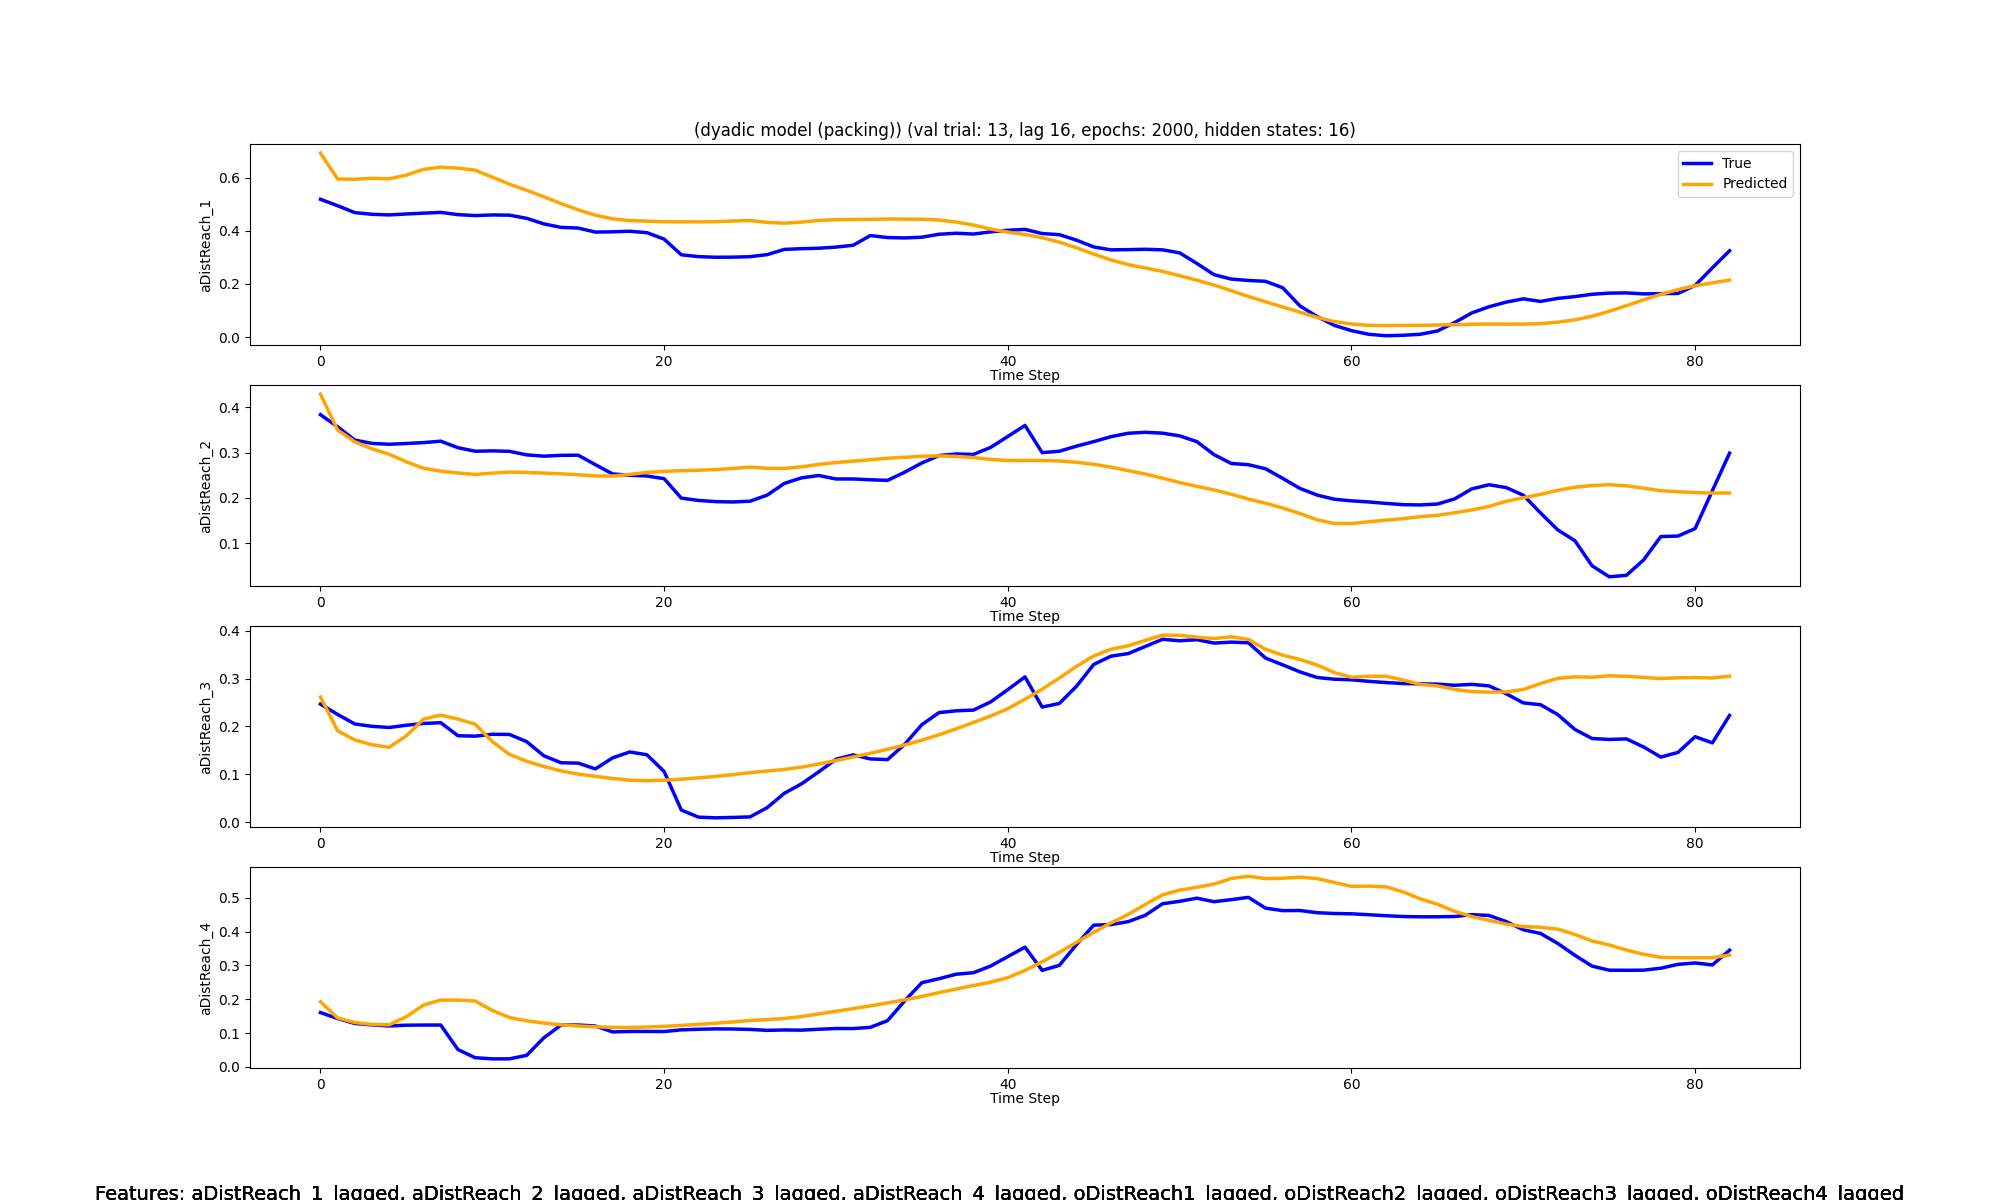 (dyadic model (packing)) (val trial: 13, lag 16, epochs: 2000, hidden states: 16)
True
Predicted
aDistReach_1
0.6
0.4
0.2
0.0
0 20 40 60 80
Time Step
aDistReach_2
0.4
0.3
0.2
0.1
0 20 40 60 80
Time Step
aDistReach_3
0.4
0.3
0.2
0.1
0.0
0 20 40 60 80
Time Step
aDistReach_4
0.5
0.4
0.3
0.2
0.1
0.0
0 20 40 60 80
Time Step
Features: aDistReach_1_lagged, aDistReach_2_lagged, aDistReach_3_lagged, aDistReach_4_lagged, oDistReach1_lagged, oDistReach2_lagged, oDistReach3_lagged, oDistReach4_lagged